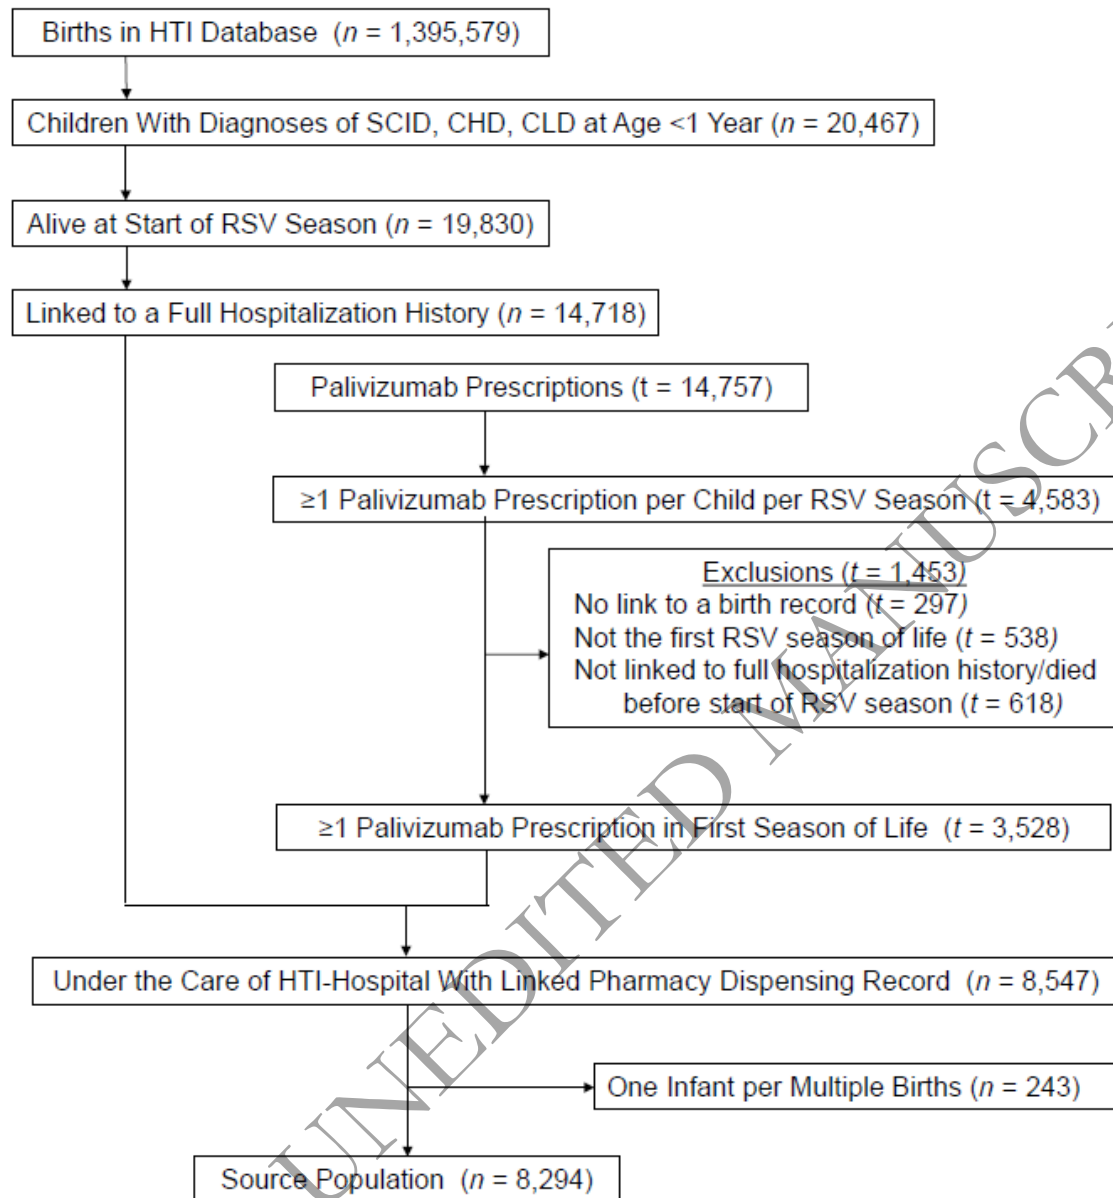 Births in HTI Database (n = 1,395,579)
Children With Diagnoses of SCID, CHD, CLD at Age <1 Year (n = 20,467)
Alive at Start of RSV Season (n = 19,830)
Linked to a Full Hospitalization History (n = 14,718)
Palivizumab Prescriptions (t = 14,757)
≥1 Palivizumab Prescription per Child per RSV Season (t = 4,583)
Exclusions (t = 1,453)
No link to a birth record (t = 297)
Not the first RSV season of life (t = 538)
Not linked to full hospitalization history/died
before start of RSV season (t = 618)
≥1 Palivizumab Prescription in First Season of Life (t = 3,528)
Under the Care of HTI-Hospital With Linked Pharmacy Dispensing Record (n = 8,547)
One Infant per Multiple Births (n = 243)
Source Population (n = 8,294)
UNEDITED MANUSCR